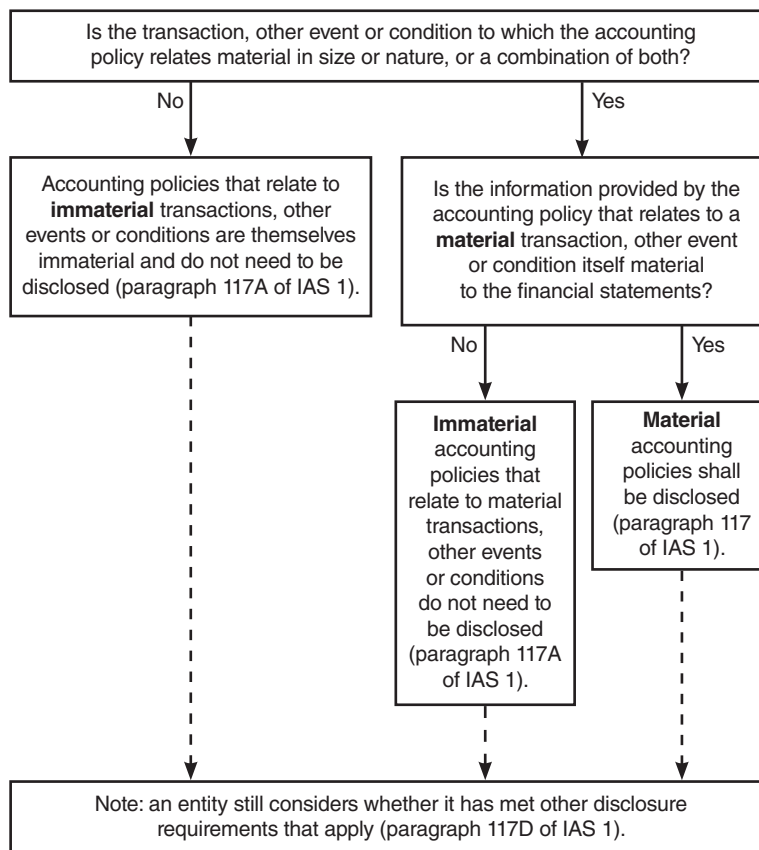 Is the transaction, other event or condition to which the accounting
policy relates material in size or nature, or a combination of both?
No
Yes
Accounting policies that relate to
immaterial transactions, other
events or conditions are themselves
immaterial and do not need to be
disclosed (paragraph 117A of IAS 1).
Is the information provided by the
accounting policy that relates to a
material transaction, other event
or condition itself material
to the financial statements?
No
Yes
Immaterial
accounting
policies that
relate to material
transactions,
other events
or conditions
do not need to
be disclosed
(paragraph 117A
of IAS 1).
Material
accounting
policies shall
be disclosed
(paragraph 117
of IAS 1).
Note: an entity still considers whether it has met other disclosure
requirements that apply (paragraph 117D of IAS 1).